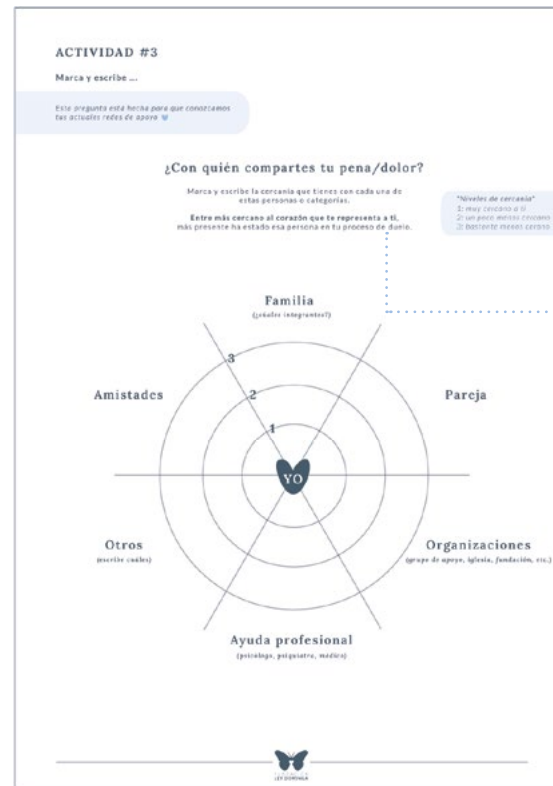 ACTIVIDAD #3
Marca y escribe ...
Esta pregunta está hecha para que conozcamos
tus actuales redes de apoyo
¿Con quién compartes tu pena/dolor?
Marca y escribe la cercanía que tienes con cada una de
estas personas o categorías.
Entre más cercano al corazón que te representa a ti,
más presente ha estado esa persona en tu proceso de duelo.
*Niveles de cercanía*
1: muy cercano a ti
2: un poco menos cercano
3: bastante menos cercano
Familia
(¿cuáles integrantes?)
3
Amistades
2
Pareja
1
YO
Otros
(escribe cuáles)
Organizaciones
(grupo de apoyo, iglesia, fundación, etc.)
Ayuda profesional
(psicólogo, psiquiatra, médico)
LEY DOMINGA